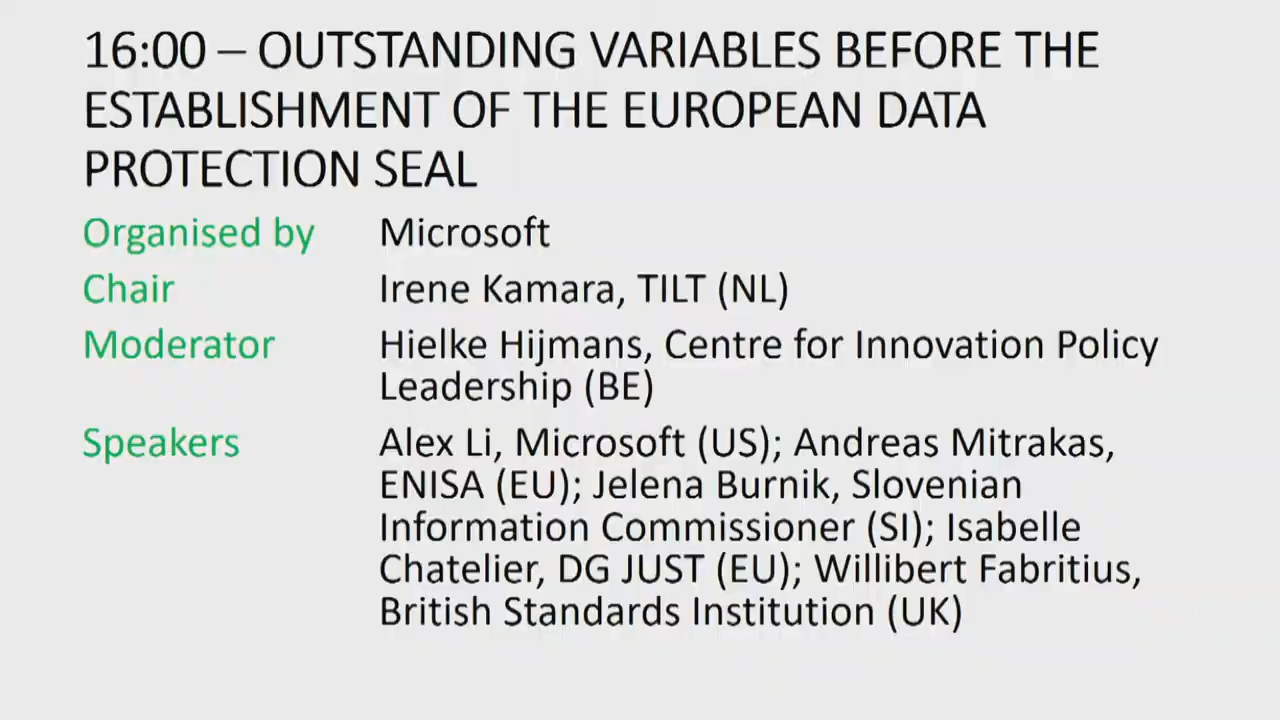 16:00 – OUTSTANDING VARIABLES BEFORE THE
ESTABLISHMENT OF THE EUROPEAN DATA
PROTECTION SEAL
Organised by Microsoft
Chair Irene Kamara, TILT (NL)
Moderator Hielke Hijmans, Centre for Innovation Policy
Leadership (BE)
Speakers Alex Li, Microsoft (US); Andreas Mitrakas,
ENISA (EU); Jelena Burnik, Slovenian
Information Commissioner (SI); Isabelle
Chatelier, DG JUST (EU); Willibert Fabritius,
British Standards Institution (UK)